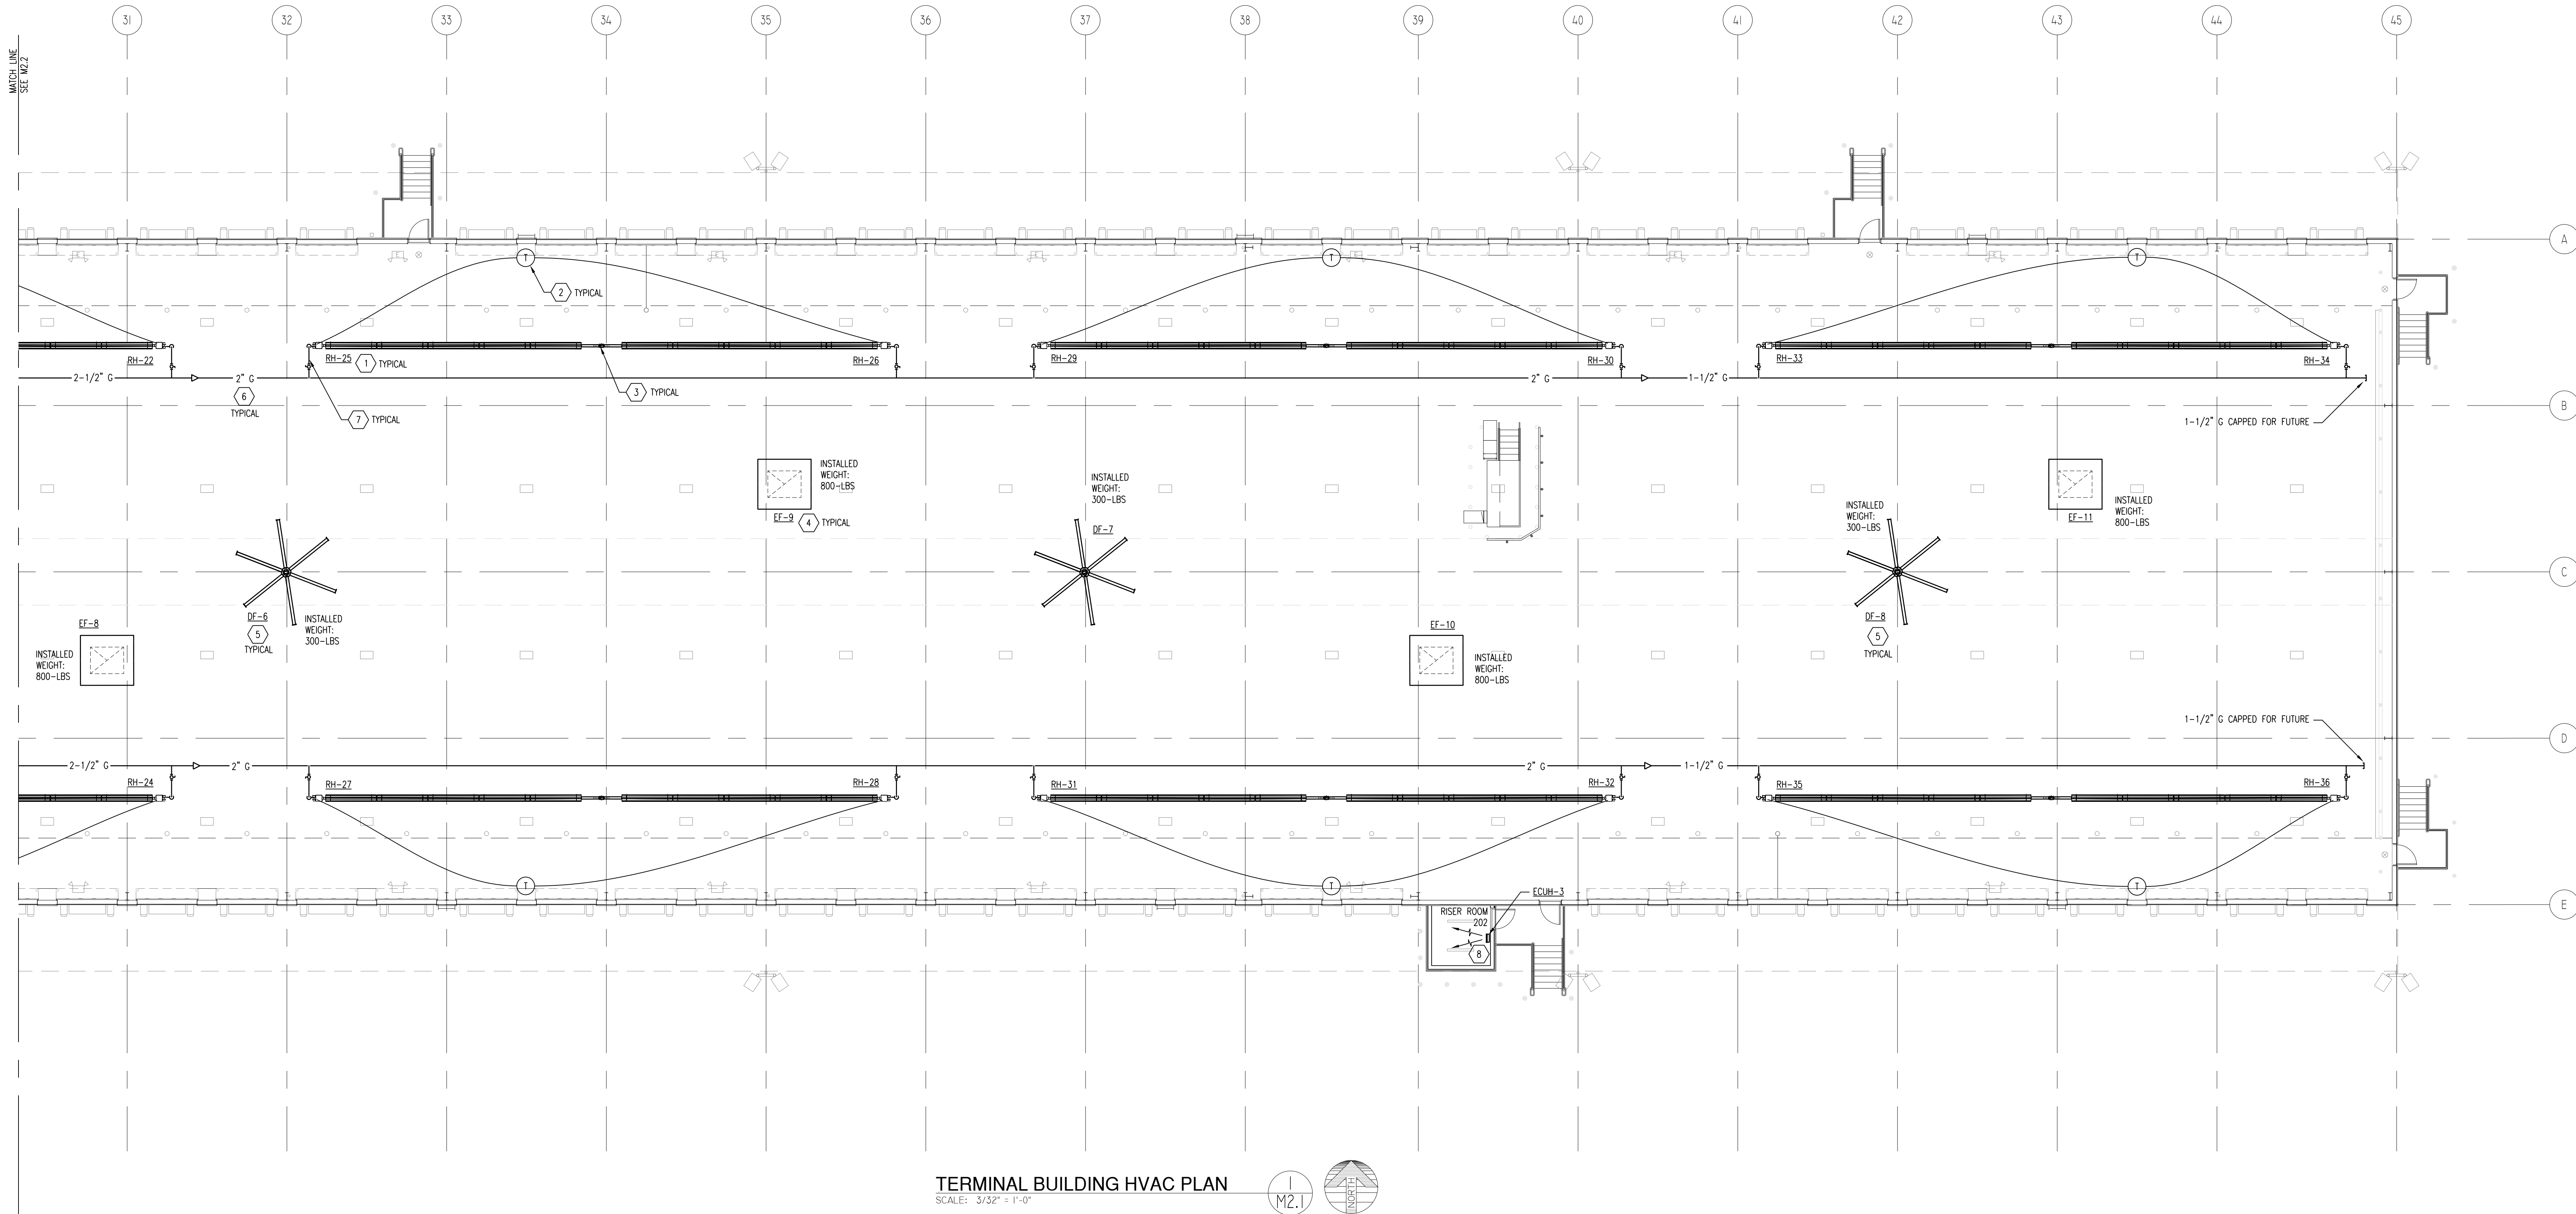 31
32
33
34
35
36
37
38
39
40
41
42
43
44
45
MATCH LINE
SEE M2.2
A
T
T
T
2 TYPICAL
RH-22
RH-25
1 TYPICAL
RH-26
RH-29
RH-30
RH-33
RH-34
2-1/2" G
2" G
2" G
1-1/2" G
6
TYPICAL
3 TYPICAL
7 TYPICAL
B
1-1/2" G CAPPED FOR FUTURE
INSTALLED
WEIGHT:
800-LBS
EF-9
4 TYPICAL
INSTALLED
WEIGHT:
300-LBS
DF-7
INSTALLED
WEIGHT:
300-LBS
EF-11
INSTALLED
WEIGHT:
800-LBS
C
EF-8
INSTALLED
WEIGHT:
800-LBS
DF-6
5
TYPICAL
INSTALLED
WEIGHT:
300-LBS
EF-10
INSTALLED
WEIGHT:
800-LBS
DF-8
5
TYPICAL
1-1/2" G CAPPED FOR FUTURE
D
2-1/2" G
2" G
2" G
1-1/2" G
RH-24
RH-27
RH-28
RH-31
RH-32
RH-35
RH-36
T
T
T
ECUH-3
E
RISER ROOM
202
8
TERMINAL BUILDING HVAC PLAN
SCALE: 3/32" = 1'-0"
1
M2.1
NORTH